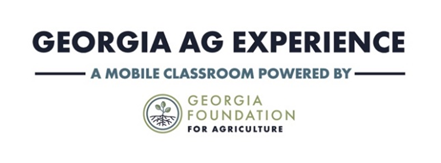 GEORGIA AG EXPERIENCE
A MOBILE CLASSROOM POWERED BY
GEORGIA
FOUNDATION
FOR AGRICULTURE